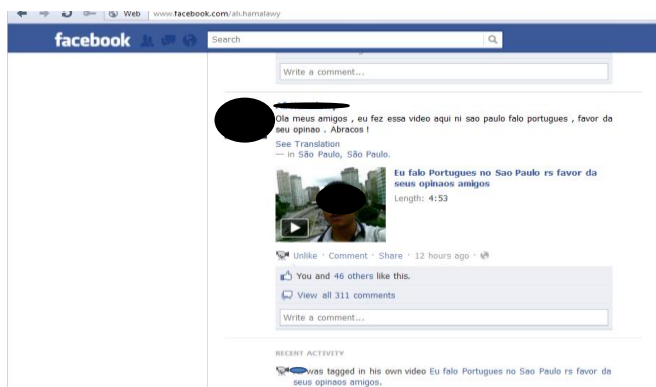 Web www.facebook.com/ali.hamalawy
facebook Search
Write a comment...
Ola meus amigos , eu fez essa video aqui ni sao paulo falo portugues , favor da
seu opinao . Abracos !
See Translation
— in São Paulo, São Paulo.
Eu falo Portugues no Sao Paulo rs favor da
seus opinaos amigos
Length: 4:53
Unlike · Comment · Share · 12 hours ago ·
You and 46 others like this.
View all 311 comments
Write a comment...
RECENT ACTIVITY
was tagged in his own video Eu falo Portugues no Sao Paulo rs favor da
seus opinaos amigos.